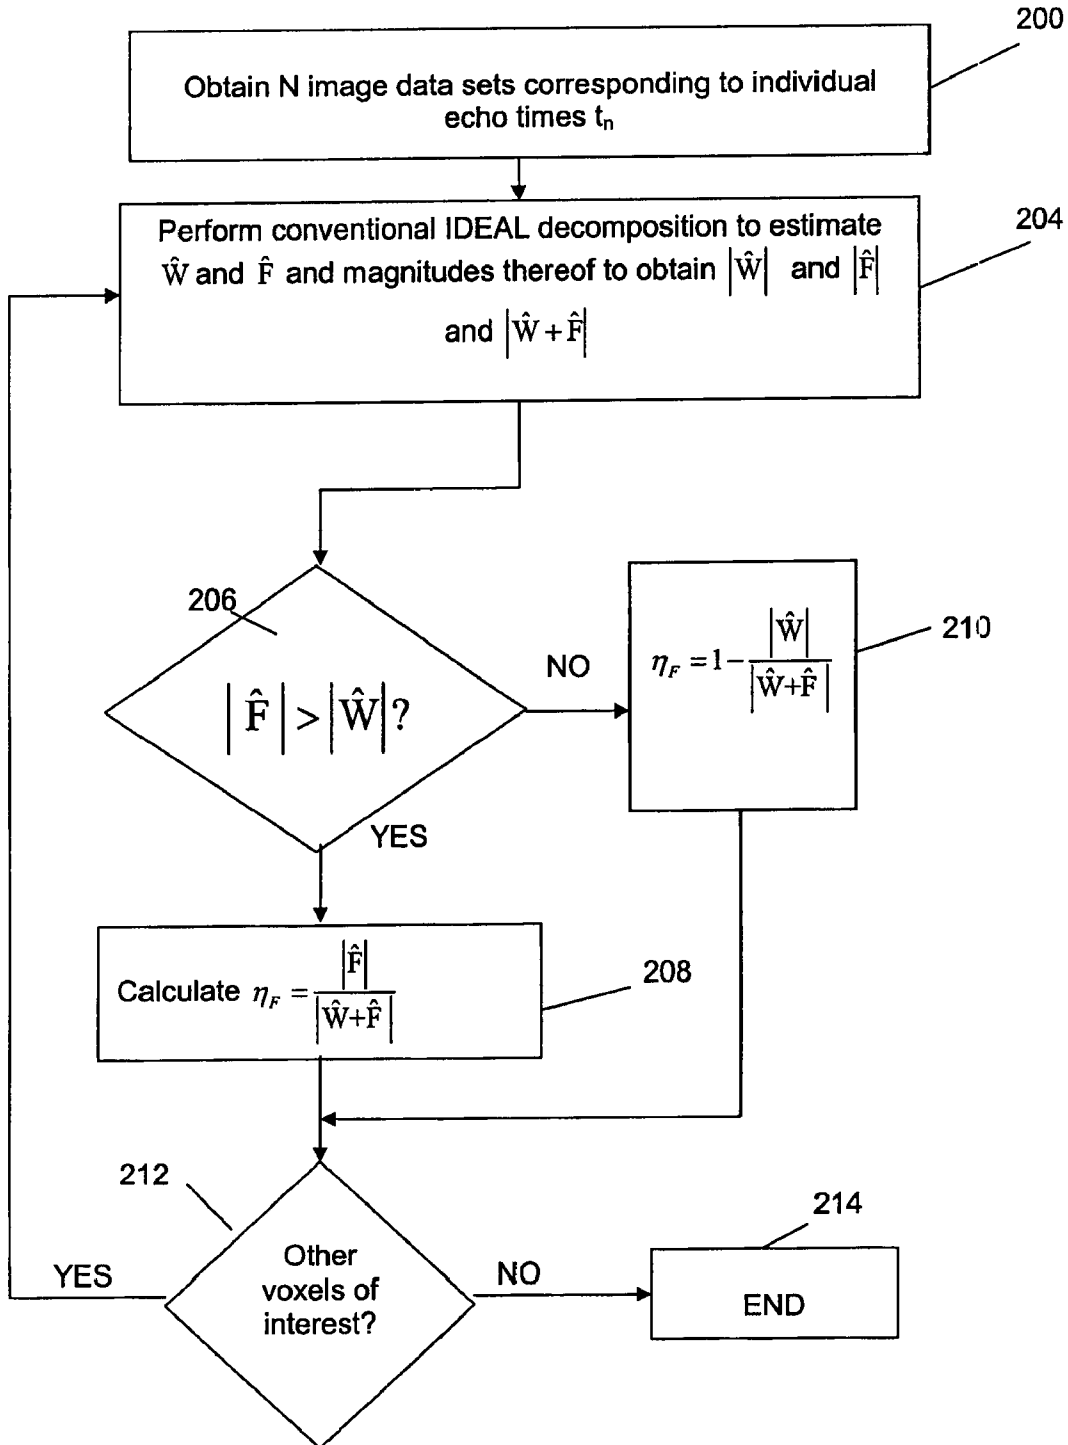 200
Obtain N image data sets corresponding to individual
echo times tₙ
204
Perform conventional IDEAL decomposition to estimate
Ŵ and F̂ and magnitudes thereof to obtain |Ŵ| and |F̂|
and |Ŵ + F̂|
206
|F̂| > |Ŵ|?
NO
210
η_F = 1 − |Ŵ| / |Ŵ+F̂|
YES
208
Calculate η_F = |F̂| / |Ŵ+F̂|
212
Other
voxels of
interest?
YES
NO
214
END